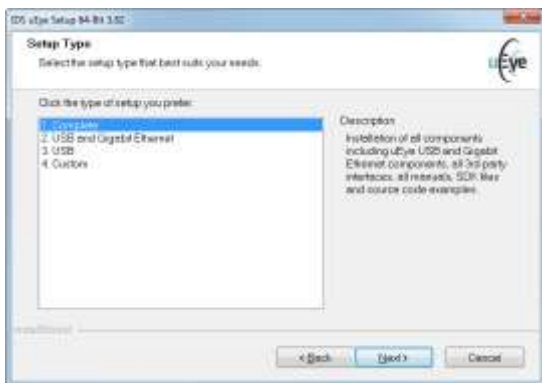 IDS uEye Setup 64-Bit 3.82
Setup Type
Select the setup type that best suits your needs.
uEye
Click the type of setup you prefer.
1. Complete
2. USB and Gigabit Ethernet
3. USB
4. Custom
Description
Installation of all components
including uEye USB and Gigabit
Ethernet components, all 3rd party
interfaces, all manuals, SDK files
and source code examples.
InstallShield
< Back
Next >
Cancel